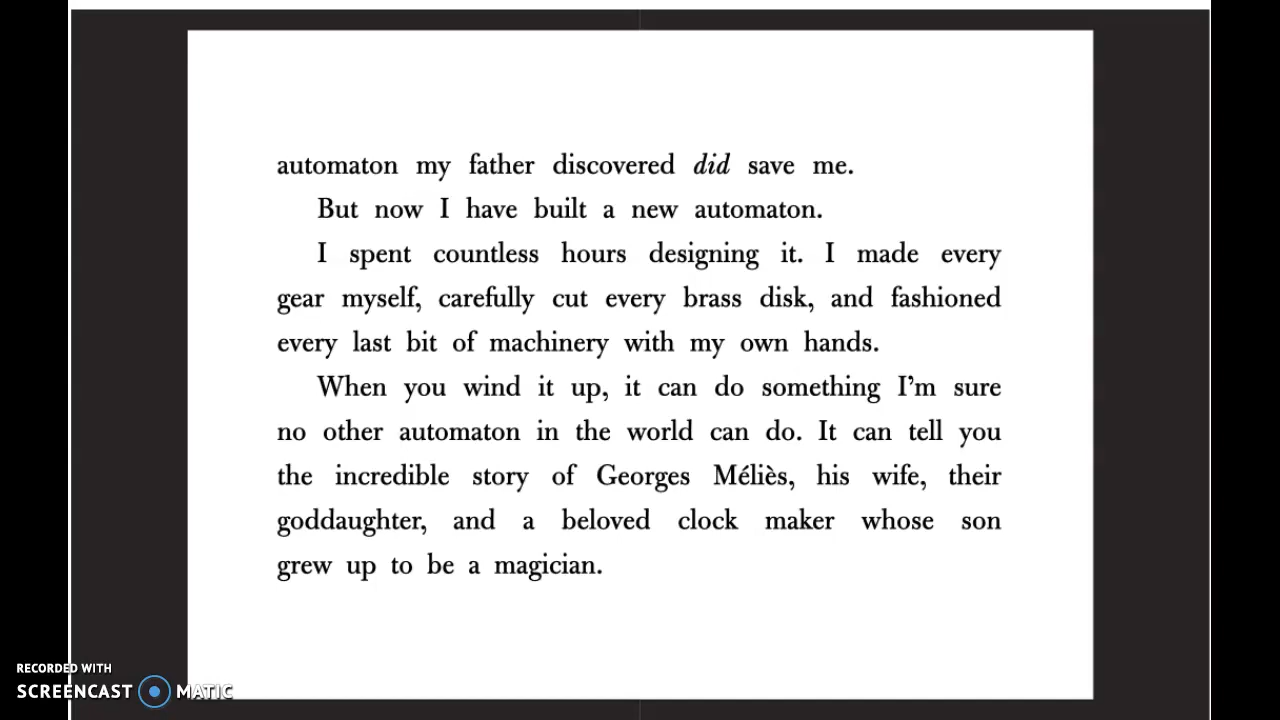 automaton my father discovered did save me.
But now I have built a new automaton.
I spent countless hours designing it. I made every
gear myself, carefully cut every brass disk, and fashioned
every last bit of machinery with my own hands.
When you wind it up, it can do something I’m sure
no other automaton in the world can do. It can tell you
the incredible story of Georges Méliès, his wife, their
goddaughter, and a beloved clock maker whose son
grew up to be a magician.
RECORDED WITH
SCREENCAST MATIC